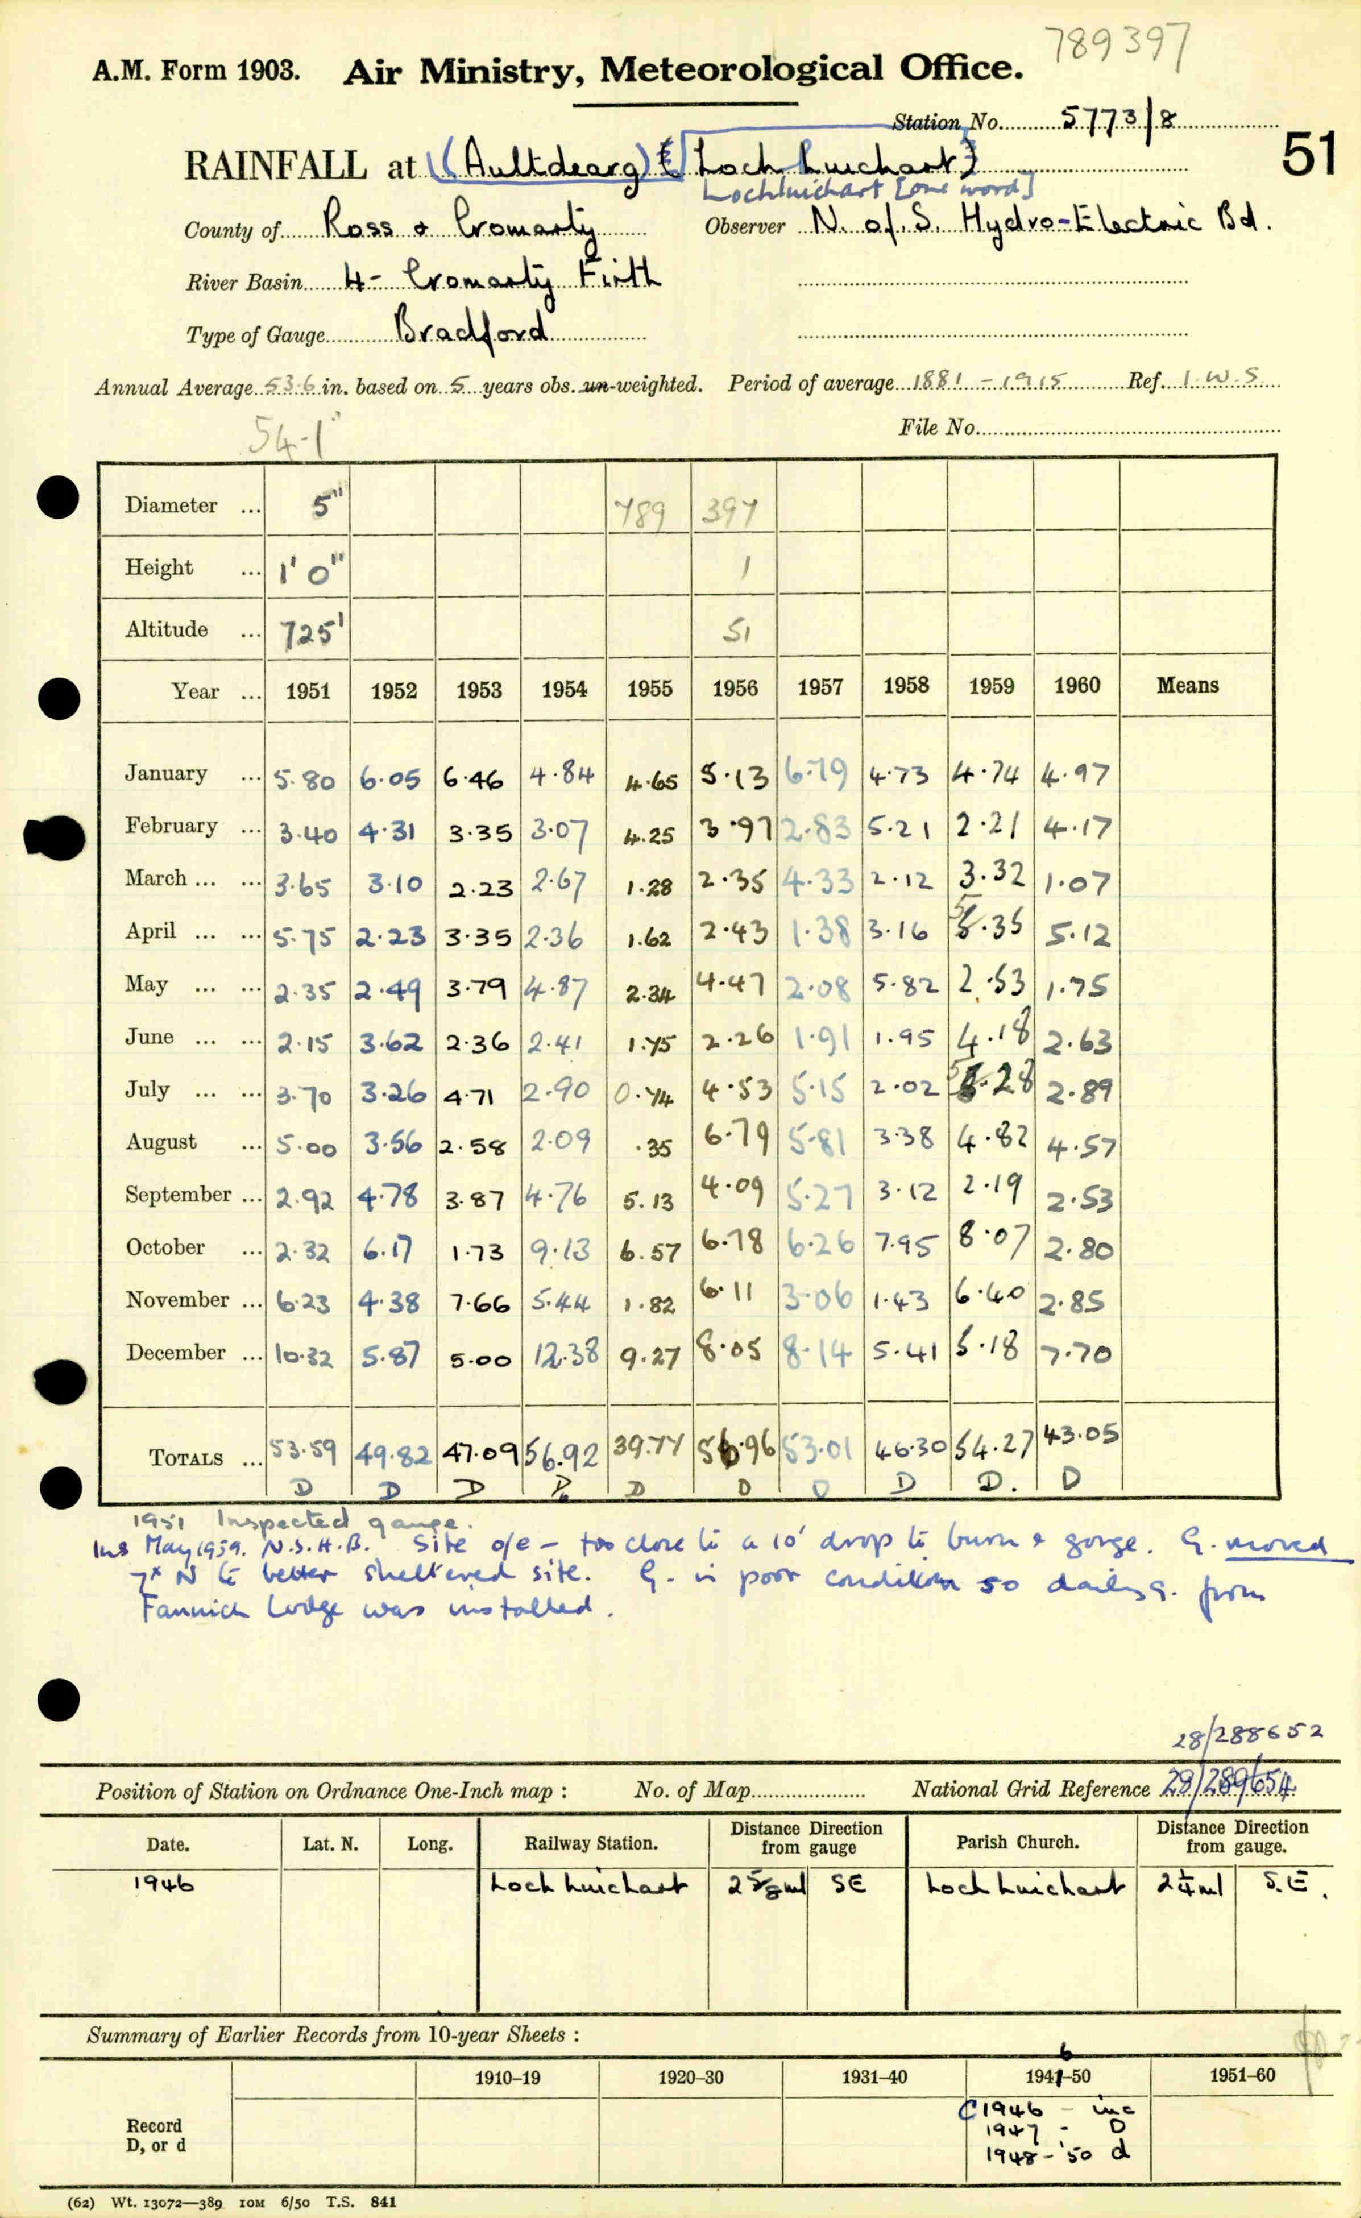 789397
A.M. Form 1903. Air Ministry, Meteorological Office.
Station No. 5773/8
51
RAINFALL at (Aultdearg) (Loch Luichart)
Lochluichart [one word]
County of Ross & Cromarty Observer N. of S. Hydro-Electric Bd.
River Basin 4- Cromarty Firth
Type of Gauge Bradford
Annual Average 53.6 in. based on 5 years obs. un-weighted. Period of average 1881 - 1915 Ref. I.W.S
54.1"
File No.
Diameter ... 5" 789 397
Height ... 1' 0" 1
Altitude ... 725' 51
Year ... 1951 1952 1953 1954 1955 1956 1957 1958 1959 1960 Means
January ... 5.80 6.05 6.46 4.84 4.65 5.13 6.79 4.73 4.74 4.97
February ... 3.40 4.31 3.35 3.07 4.25 3.97 2.83 5.21 2.21 4.17
March ... ... 3.65 3.10 2.23 2.67 1.28 2.35 4.33 2.12 3.32 1.07
April ... ... 5.75 2.23 3.35 2.36 1.62 2.43 1.38 3.16 5.35 5.12
May ... ... 2.35 2.49 3.79 4.87 2.34 4.47 2.08 5.82 2.53 1.75
June ... ... 2.15 3.62 2.36 2.41 1.75 2.26 1.91 1.95 4.18 2.63
July ... ... 3.70 3.26 4.71 2.90 0.74 4.53 5.15 2.02 5.28 2.89
August ... 5.00 3.56 2.58 2.09 .35 6.79 5.81 3.38 4.82 4.57
September ... 2.92 4.78 3.87 4.76 5.13 4.09 5.27 3.12 2.19 2.53
October ... 2.32 6.17 1.73 9.13 6.57 6.78 6.26 7.95 8.07 2.80
November ... 6.23 4.38 7.66 5.44 1.82 6.11 3.06 1.43 6.40 2.85
December ... 10.32 5.87 5.00 12.38 9.27 8.05 8.14 5.41 5.18 7.70
TOTALS ... 53.59 49.82 47.09 56.92 39.77 56.96 53.01 46.30 54.27 43.05
D D D D D D D D D. D
1951 Inspected gauge.
Ins May 1959. N.S.H.B. Site o/e - too close to a 10' drop to burn & gorge. G. moved
7x N to better sheltered site. G. in poor condition so daily g. from
Fannich Lodge was installed.
28/288652
Position of Station on Ordnance One-Inch map : No. of Map National Grid Reference 28/289654
Date. Lat. N. Long. Railway Station. Distance Direction from gauge Parish Church. Distance Direction from gauge.
1946 Loch Luichart 2 5/8 ml SE Loch Luichart 2 1/4 ml S.E.
Summary of Earlier Records from 10-year Sheets :
6
1910–19 1920–30 1931–40 1941–50 1951–60
Record
D, or d
C 1946 - inc
1947 - D
1948-'50 d
(62) Wt. 13072—389 IOM 6/50 T.S. 841